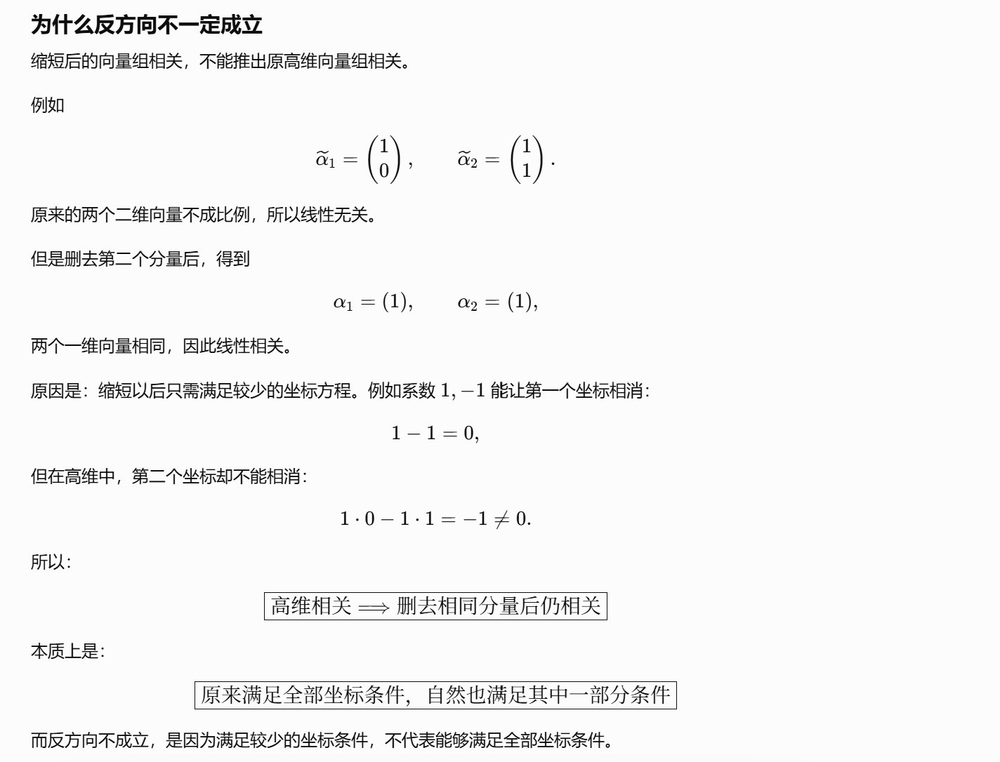 为什么反方向不一定成立
缩短后的向量组相关，不能推出原高维向量组相关。
例如
$\widetilde{\alpha}_1 = \begin{pmatrix} 1 \\ 0 \end{pmatrix}, \qquad \widetilde{\alpha}_2 = \begin{pmatrix} 1 \\ 1 \end{pmatrix}.$
原来的两个二维向量不成比例，所以线性无关。
但是删去第二个分量后，得到
$\alpha_1 = (1), \qquad \alpha_2 = (1),$
两个一维向量相同，因此线性相关。
原因是：缩短以后只需满足较少的坐标方程。例如系数 $1, -1$ 能让第一个坐标相消：
$1 - 1 = 0,$
但在高维中，第二个坐标却不能相消：
$1 \cdot 0 - 1 \cdot 1 = -1 \neq 0.$
所以：
高维相关 ⟹ 删去相同分量后仍相关
本质上是：
原来满足全部坐标条件，自然也满足其中一部分条件
而反方向不成立，是因为满足较少的坐标条件，不代表能够满足全部坐标条件。